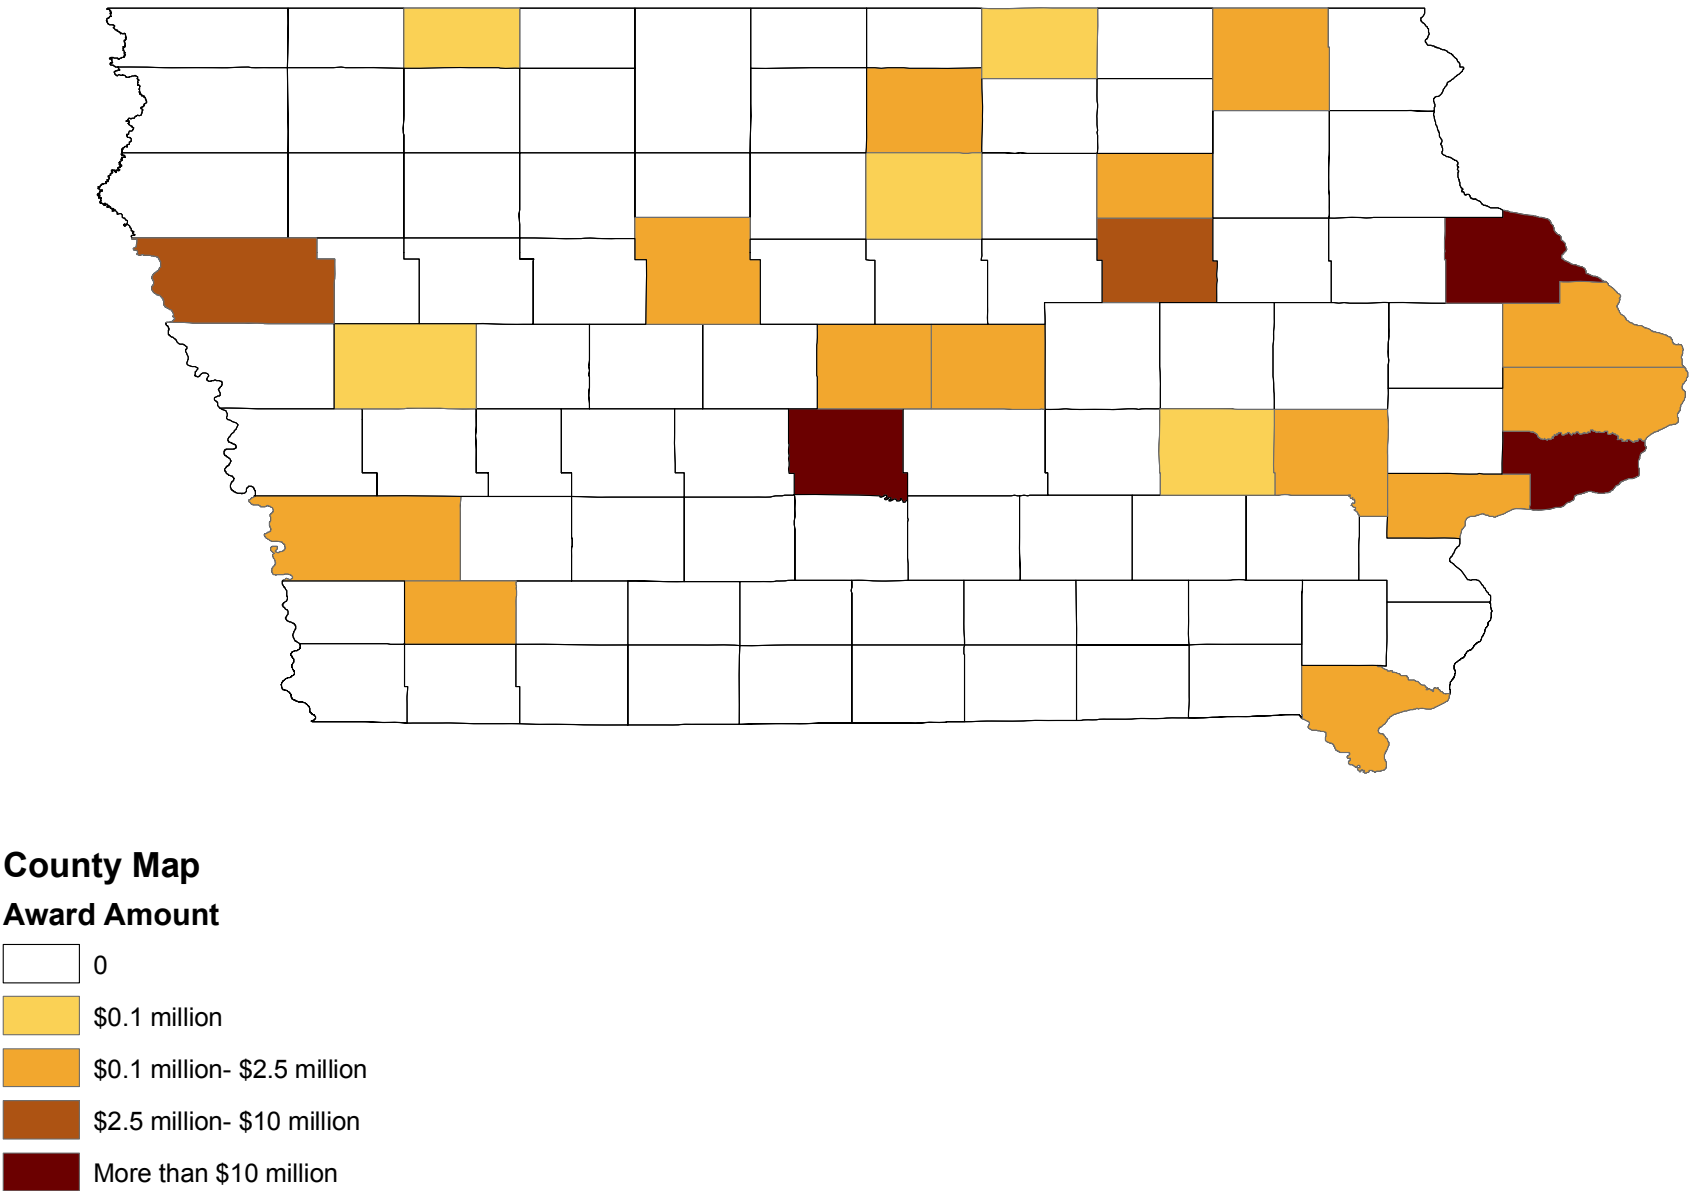 County Map
Award Amount
0
$0.1 million
$0.1 million- $2.5 million
$2.5 million- $10 million
More than $10 million